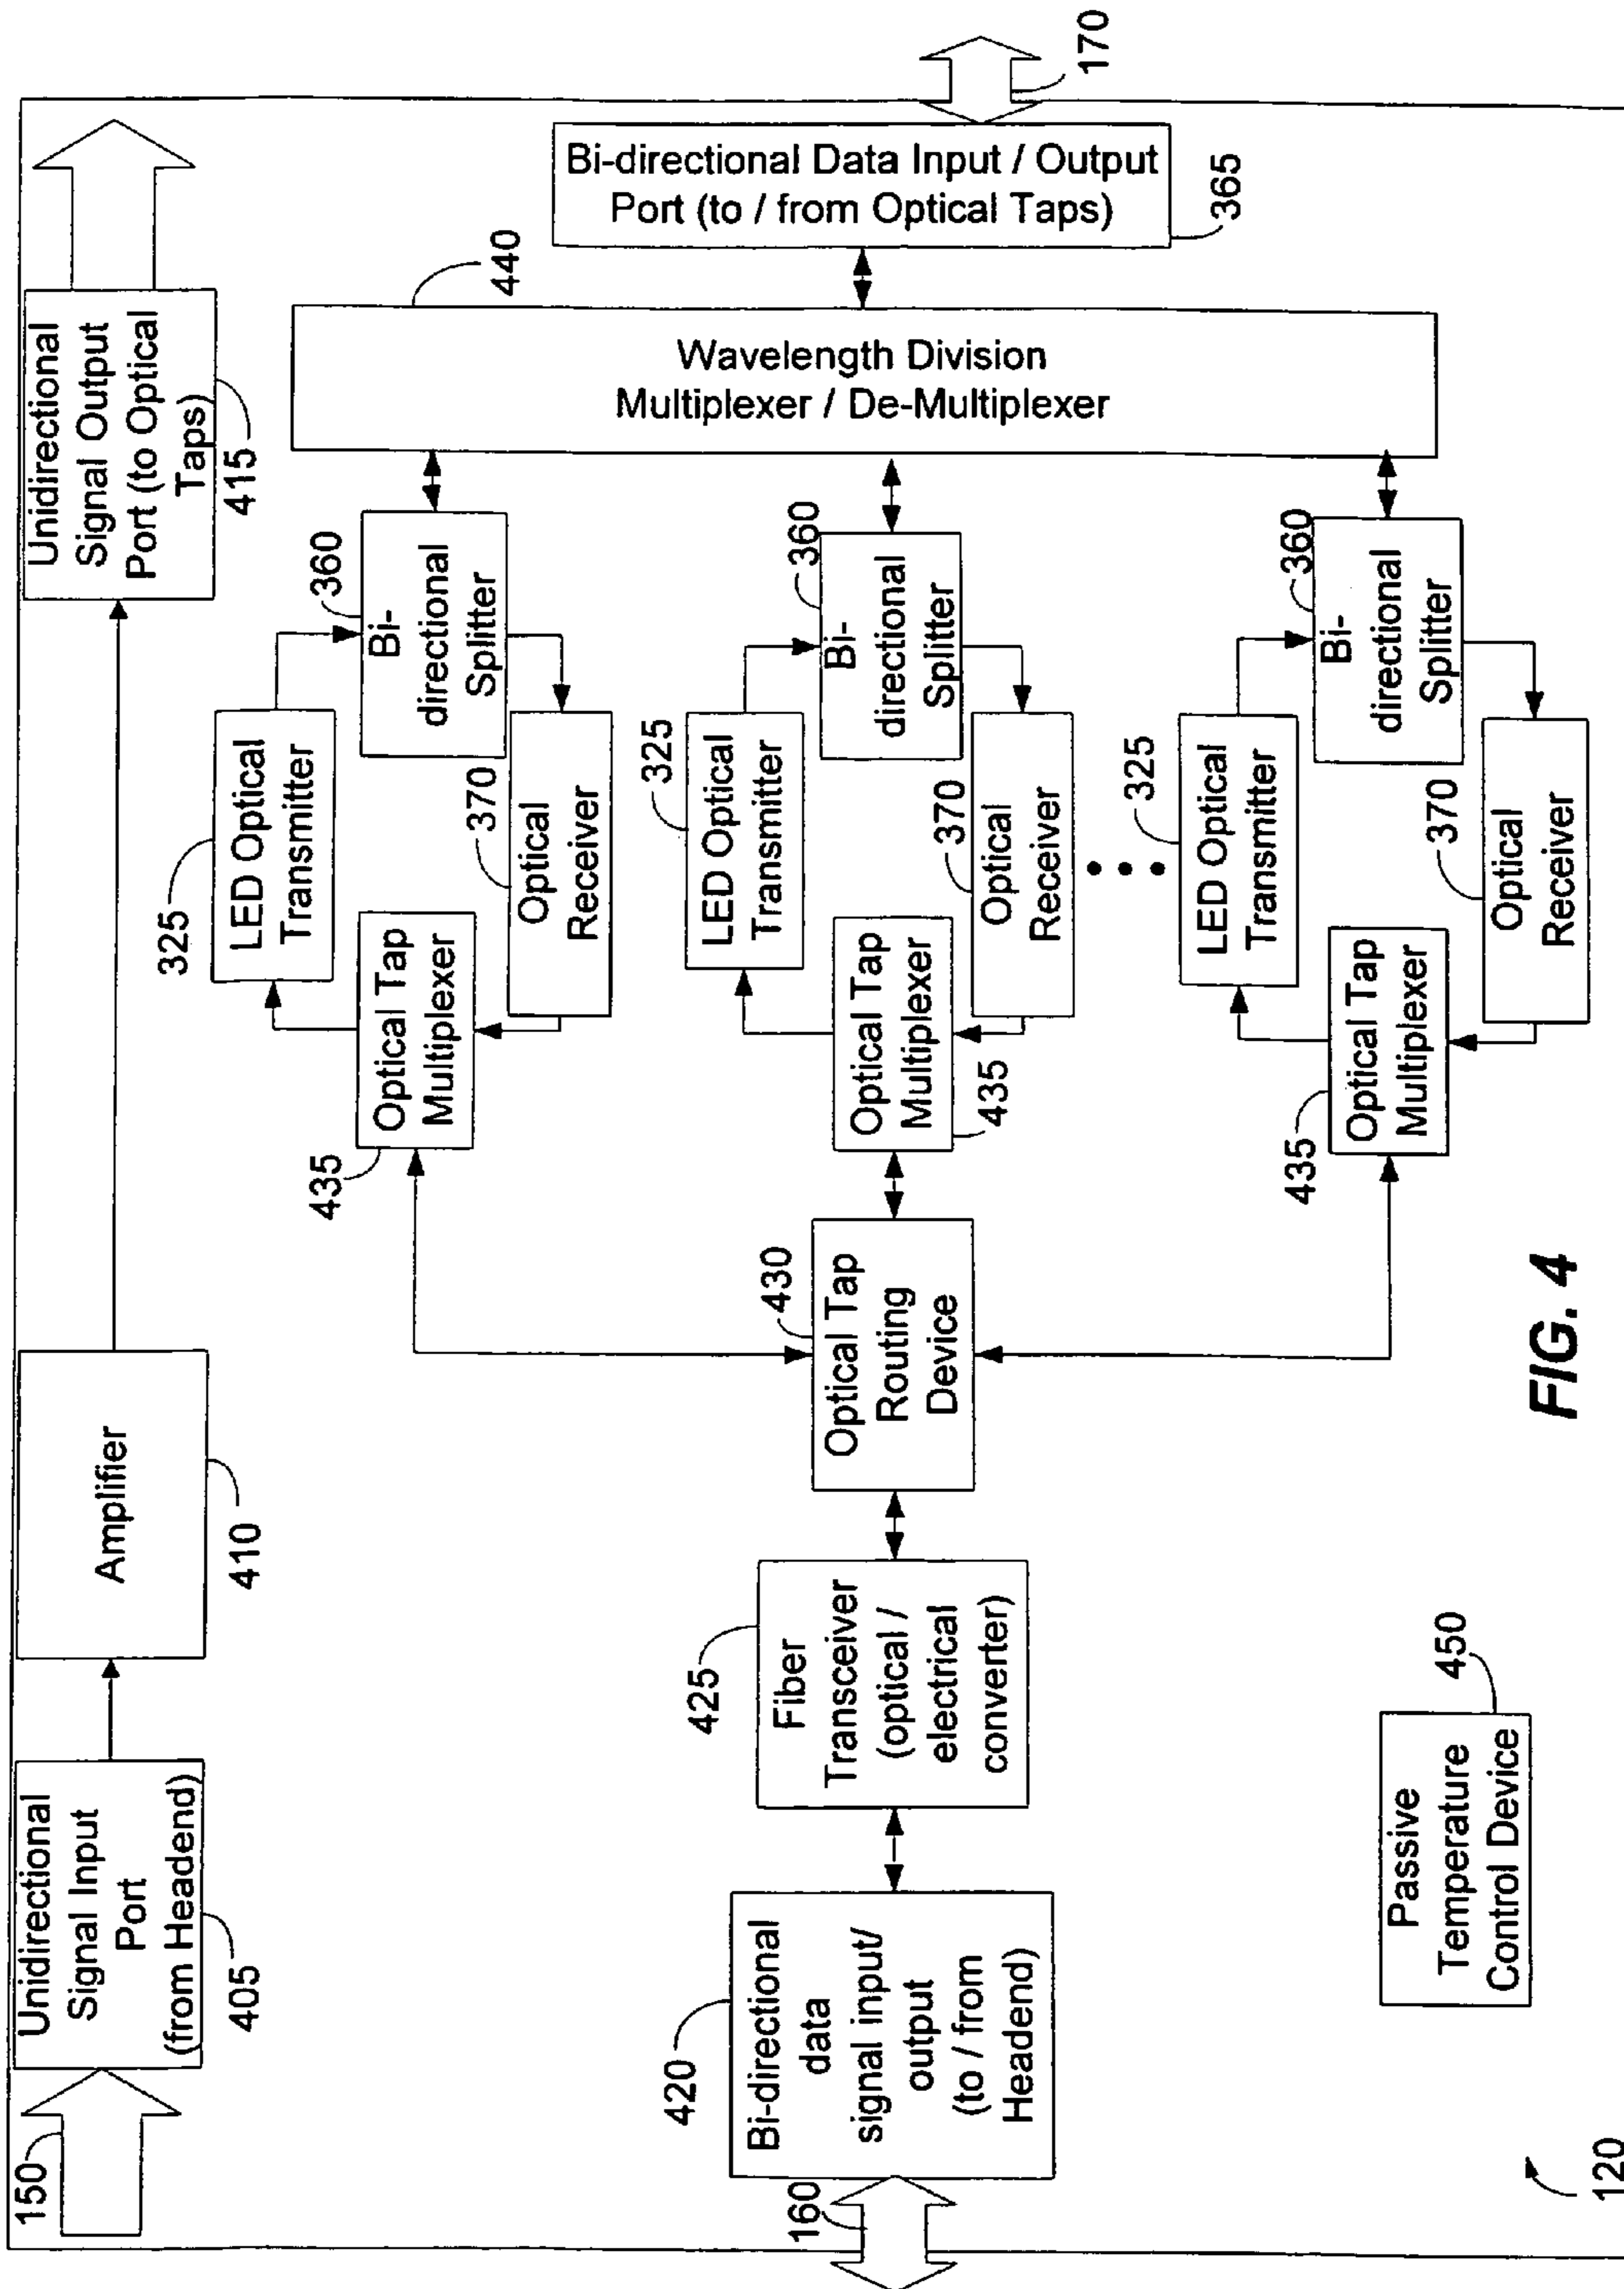 150
Unidirectional
Signal Input
Port
(from Headend)
405
Amplifier
410
Unidirectional
Signal Output
Port (to Optical
Taps)
415
160
420
Bi-directional
data
signal input/
output
(to / from
Headend)
425
Fiber
Transceiver
(optical /
electrical
converter)
430
Optical Tap
Routing
Device
435
Optical Tap
Multiplexer
325
LED Optical
Transmitter
370
Optical
Receiver
360
Bi-
directional
Splitter
Optical Tap
Multiplexer
435
325
LED Optical
Transmitter
370
Optical
Receiver
360
Bi-
directional
Splitter
435
Optical Tap
Multiplexer
325
LED Optical
Transmitter
370
Optical
Receiver
360
Bi-
directional
Splitter
440
Wavelength Division
Multiplexer / De-Multiplexer
Bi-directional Data Input / Output
Port (to / from Optical Taps)
365
170
Passive
Temperature
Control Device
450
120
FIG. 4